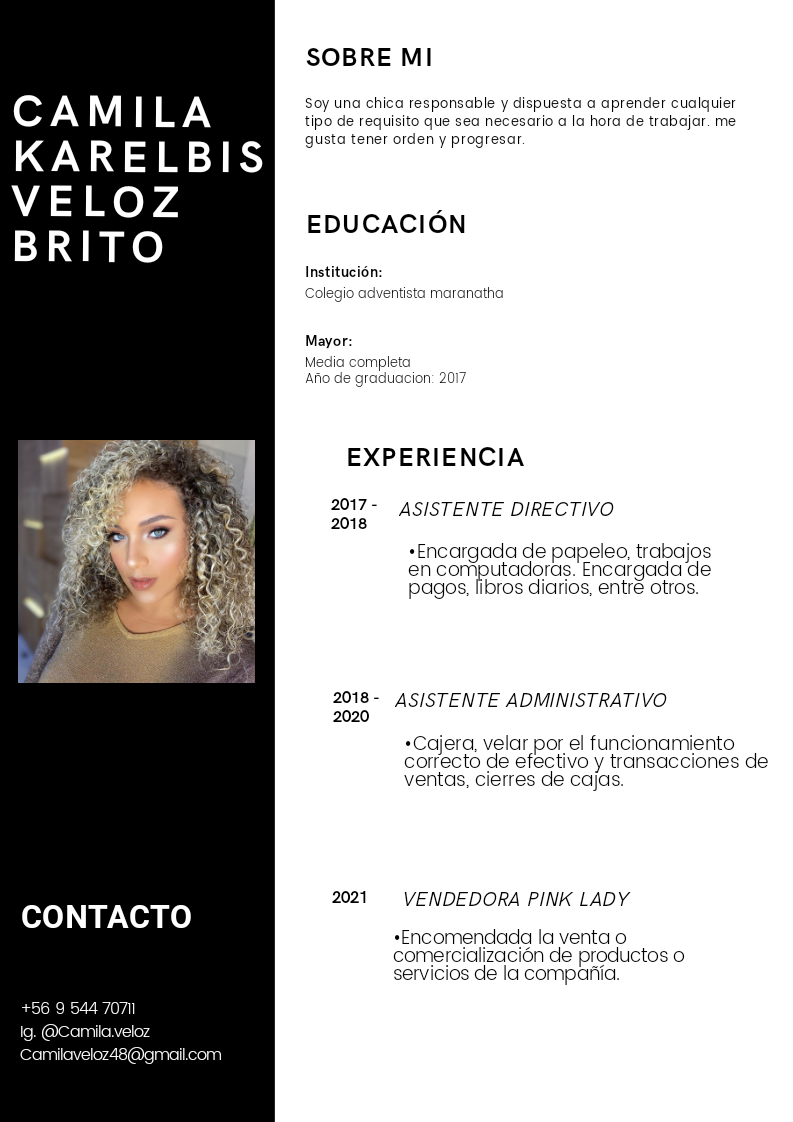 CAMILA
KARELBIS
VELOZ
BRITO
CONTACTO
+56 9 544 70711
Ig. @Camila.veloz
Camilaveloz48@gmail.com
SOBRE MI
Soy una chica responsable y dispuesta a aprender cualquier
tipo de requisito que sea necesario a la hora de trabajar. me
gusta tener orden y progresar.
EDUCACIÓN
Institución:
Colegio adventista maranatha
Mayor:
Media completa
Año de graduacion: 2017
EXPERIENCIA
2017 -
2018
ASISTENTE DIRECTIVO
•Encargada de papeleo, trabajos
en computadoras. Encargada de
pagos, libros diarios, entre otros.
2018 -
2020
ASISTENTE ADMINISTRATIVO
•Cajera, velar por el funcionamiento
correcto de efectivo y transacciones de
ventas, cierres de cajas.
2021
VENDEDORA PINK LADY
•Encomendada la venta o
comercialización de productos o
servicios de la compañía.